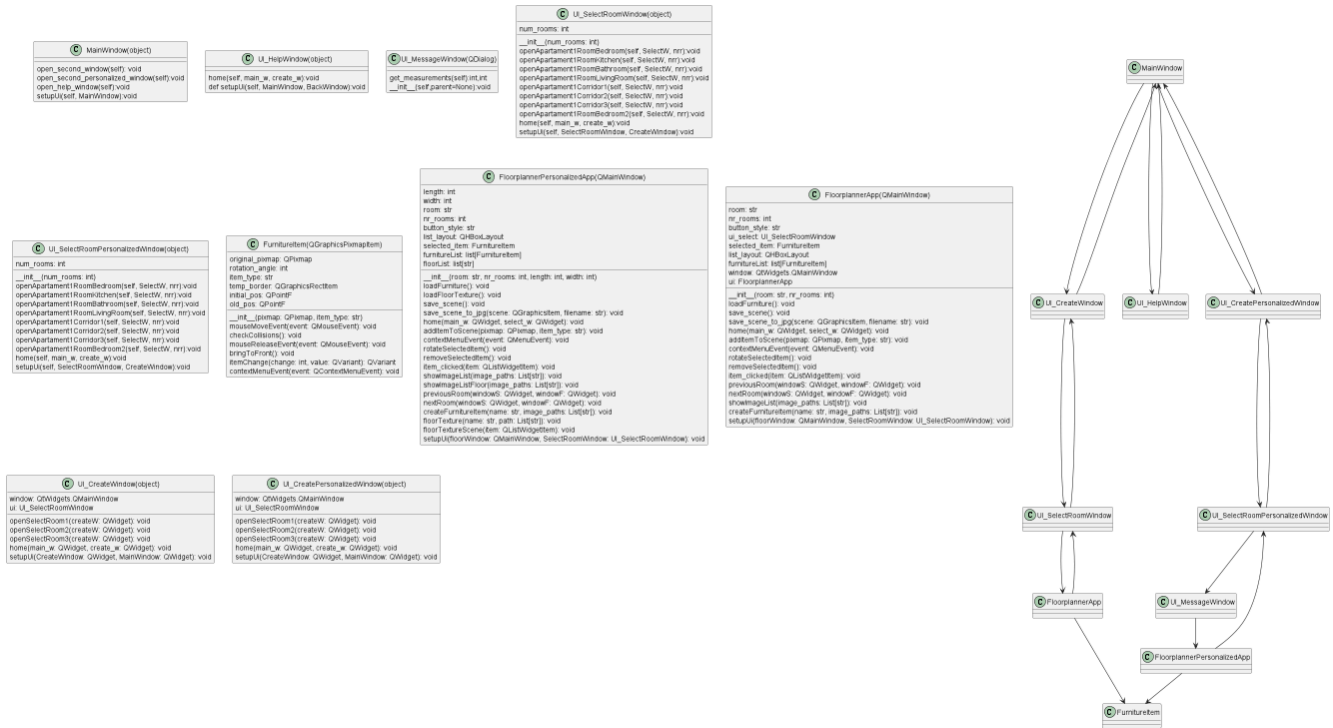 MainWindow(object)
open_second_window(self): void
open_second_personalized_window(self):void
open_help_window(self):void
setupUi(self, MainWindow):void
Ui_HelpWindow(object)
home(self, main_w, create_w):void
def setupUi(self, MainWindow, BackWindow):void
Ui_MessageWindow(QDialog)
get_measurements(self):int,int
__init__(self,parent=None):void
Ui_SelectRoomWindow(object)
num_rooms: int
__init__(num_rooms: int)
openApartament1RoomBedroom(self, SelectW, nrr):void
openApartament1RoomKitchen(self, SelectW, nrr):void
openApartament1RoomBathroom(self, SelectW, nrr):void
openApartament1RoomLivingRoom(self, SelectW, nrr):void
openApartament1Corridor1(self, SelectW, nrr):void
openApartament1Corridor2(self, SelectW, nrr):void
openApartament1Corridor3(self, SelectW, nrr):void
openApartament1RoomBedroom2(self, SelectW, nrr):void
home(self, main_w, create_w):void
setupUi(self, SelectRoomWindow, CreateWindow):void
Ui_SelectRoomPersonalizedWindow(object)
num_rooms: int
__init__(num_rooms: int)
openApartament1RoomBedroom(self, SelectW, nrr):void
openApartament1RoomKitchen(self, SelectW, nrr):void
openApartament1RoomBathroom(self, SelectW, nrr):void
openApartament1RoomLivingRoom(self, SelectW, nrr):void
openApartament1Corridor1(self, SelectW, nrr):void
openApartament1Corridor2(self, SelectW, nrr):void
openApartament1Corridor3(self, SelectW, nrr):void
openApartament1RoomBedroom2(self, SelectW, nrr):void
home(self, main_w, create_w):void
setupUi(self, SelectRoomWindow, CreateWindow):void
FurnitureItem(QGraphicsPixmapItem)
original_pixmap: QPixmap
rotation_angle: int
item_type: str
temp_border: QGraphicsRectItem
initial_pos: QPointF
old_pos: QPointF
__init__(pixmap: QPixmap, item_type: str)
mouseMoveEvent(event: QMouseEvent): void
checkCollisions(): void
mouseReleaseEvent(event: QMouseEvent): void
bringToFront(): void
itemChange(change: int, value: QVariant): QVariant
contextMenuEvent(event: QContextMenuEvent): void
FloorplannerPersonalizedApp(QMainWindow)
length: int
width: int
room: str
nr_rooms: int
button_style: str
list_layout: QHBoxLayout
selected_item: FurnitureItem
furnitureList: list[FurnitureItem]
floorList: list[str]
__init__(room: str, nr_rooms: int, length: int, width: int)
loadFurniture(): void
loadFloorTexture(): void
save_scene(): void
save_scene_to_jpg(scene: QGraphicsItem, filename: str): void
home(main_w: QWidget, select_w: QWidget): void
addItemToScene(pixmap: QPixmap, item_type: str): void
contextMenuEvent(event: QMenuEvent): void
rotateSelectedItem(): void
removeSelectedItem(): void
item_clicked(item: QListWidgetItem): void
showImageList(image_paths: List[str]): void
showImageListFloor(image_paths: List[str]): void
previousRoom(windowS: QWidget, windowF: QWidget): void
nextRoom(windowS: QWidget, windowF: QWidget): void
createFurnitureItem(name: str, image_paths: List[str]): void
floorTexture(name: str, path: List[str]): void
floorTextureScene(item: QListWidgetItem): void
setupUi(floorWindow: QMainWindow, SelectRoomWindow: UI_SelectRoomWindow): void
FloorplannerApp(QMainWindow)
room: str
nr_rooms: int
button_style: str
ui_select: UI_SelectRoomWindow
selected_item: FurnitureItem
list_layout: QHBoxLayout
furnitureList: list[FurnitureItem]
window: QtWidgets.QMainWindow
ui: FloorplannerApp
__init__(room: str, nr_rooms: int)
loadFurniture(): void
save_scene(): void
save_scene_to_jpg(scene: QGraphicsItem, filename: str): void
home(main_w: QWidget, select_w: QWidget): void
addItemToScene(pixmap: QPixmap, item_type: str): void
contextMenuEvent(event: QMenuEvent): void
rotateSelectedItem(): void
removeSelectedItem(): void
item_clicked(item: QListWidgetItem): void
previousRoom(windowS: QWidget, windowF: QWidget): void
nextRoom(windowS: QWidget, windowF: QWidget): void
showImageList(image_paths: List[str]): void
createFurnitureItem(name: str, image_paths: List[str]): void
setupUi(floorWindow: QMainWindow, SelectRoomWindow: UI_SelectRoomWindow): void
Ui_CreateWindow(object)
window: QtWidgets.QMainWindow
ui: UI_SelectRoomWindow
openSelectRoom1(createW: QWidget): void
openSelectRoom2(createW: QWidget): void
openSelectRoom3(createW: QWidget): void
home(main_w: QWidget, create_w: QWidget): void
setupUi(CreateWindow: QWidget, MainWindow: QWidget): void
Ui_CreatePersonalizedWindow(object)
window: QtWidgets.QMainWindow
ui: UI_SelectRoomWindow
openSelectRoom1(createW: QWidget): void
openSelectRoom2(createW: QWidget): void
openSelectRoom3(createW: QWidget): void
home(main_w: QWidget, create_w: QWidget): void
setupUi(CreateWindow: QWidget, MainWindow: QWidget): void
MainWindow
Ui_CreateWindow
Ui_HelpWindow
Ui_CreatePersonalizedWindow
Ui_SelectRoomWindow
Ui_SelectRoomPersonalizedWindow
FloorplannerApp
Ui_MessageWindow
FloorplannerPersonalizedApp
FurnitureItem